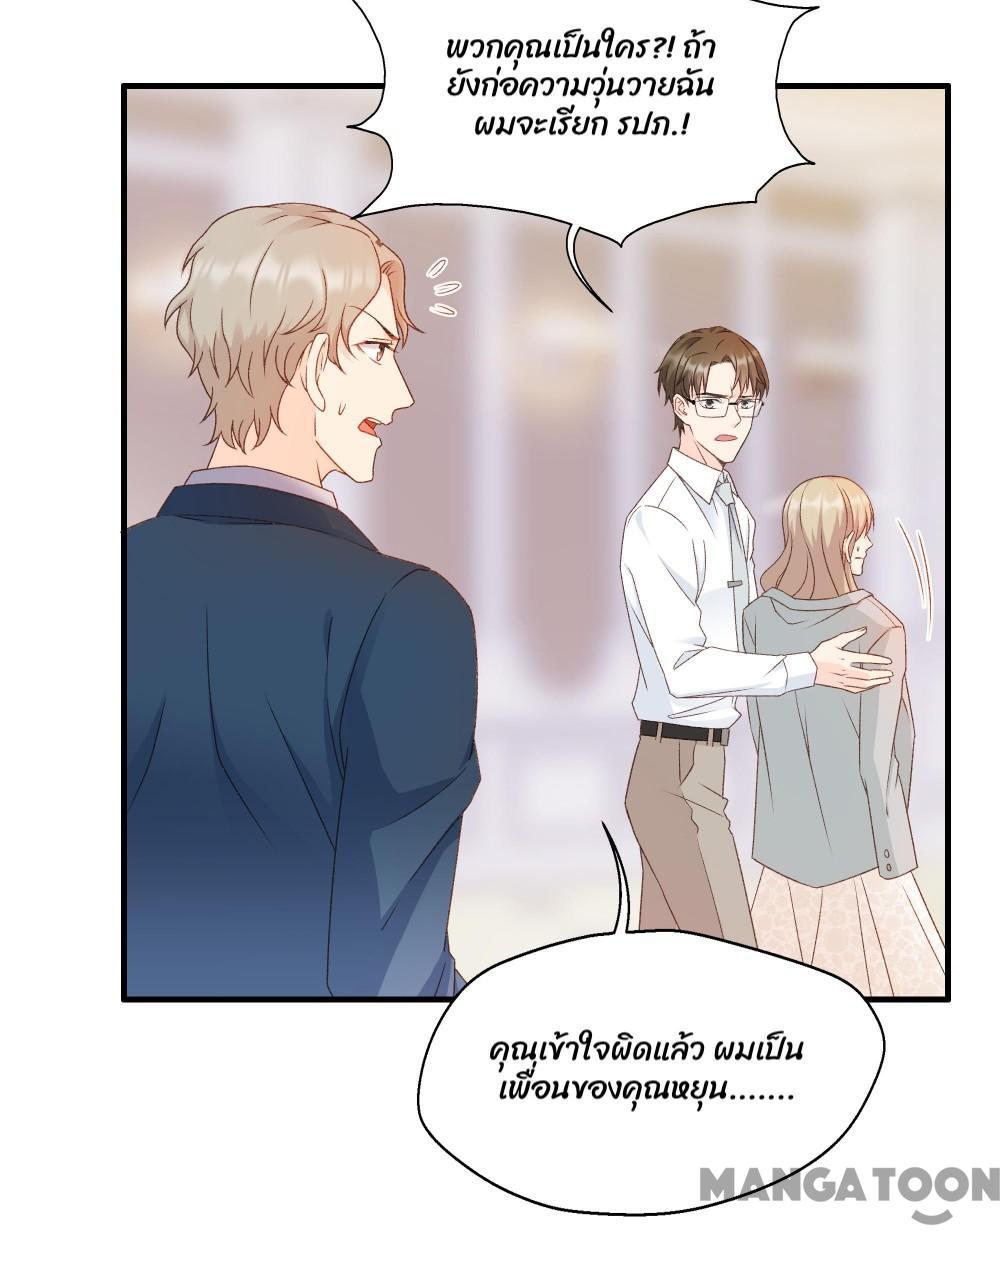 พวกคุณเป็นใคร?! ถ้า
ยังก่อความวุ่นวายฉัน
ผมจะเรียก รปภ.!
คุณเข้าใจผิดแล้ว ผมเป็น
เพื่อนของคุณหยุน.......
MANGATOON